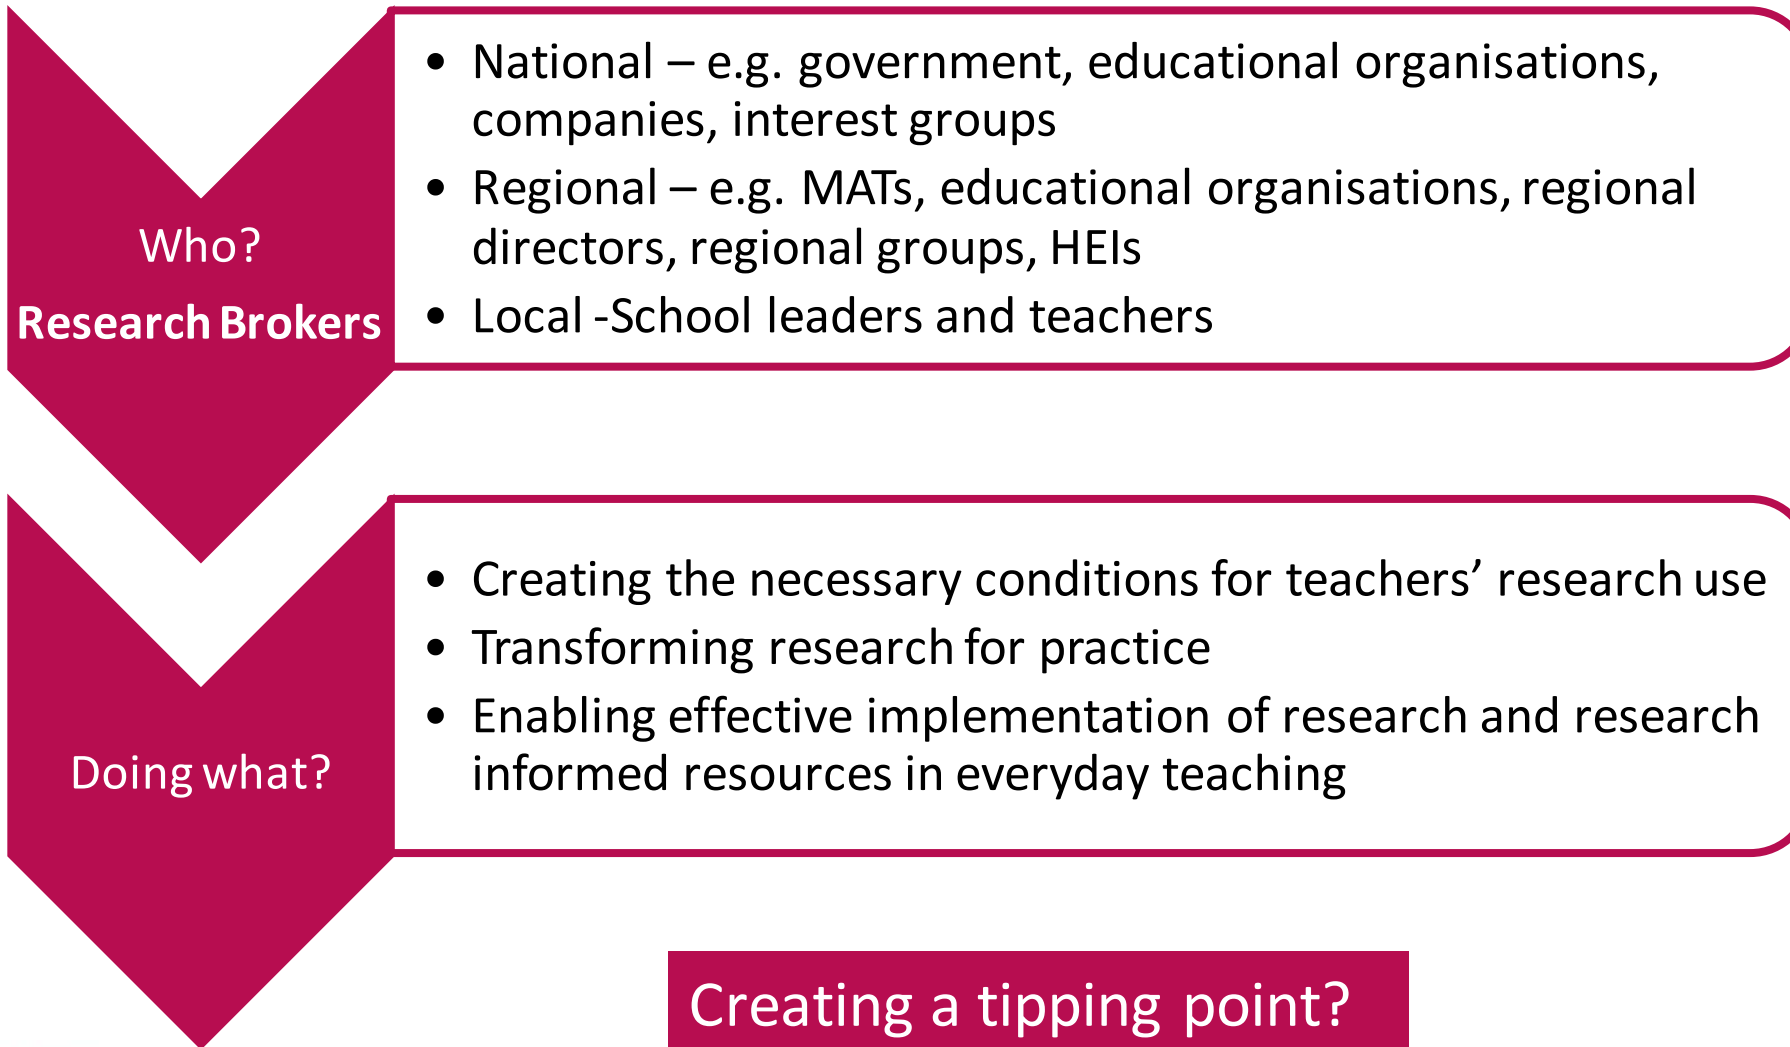 Who?
Research Brokers
• National – e.g. government, educational organisations,
companies, interest groups
• Regional – e.g. MATs, educational organisations, regional
directors, regional groups, HEIs
• Local -School leaders and teachers
Doing what?
• Creating the necessary conditions for teachers’ research use
• Transforming research for practice
• Enabling effective implementation of research and research
informed resources in everyday teaching
Creating a tipping point?